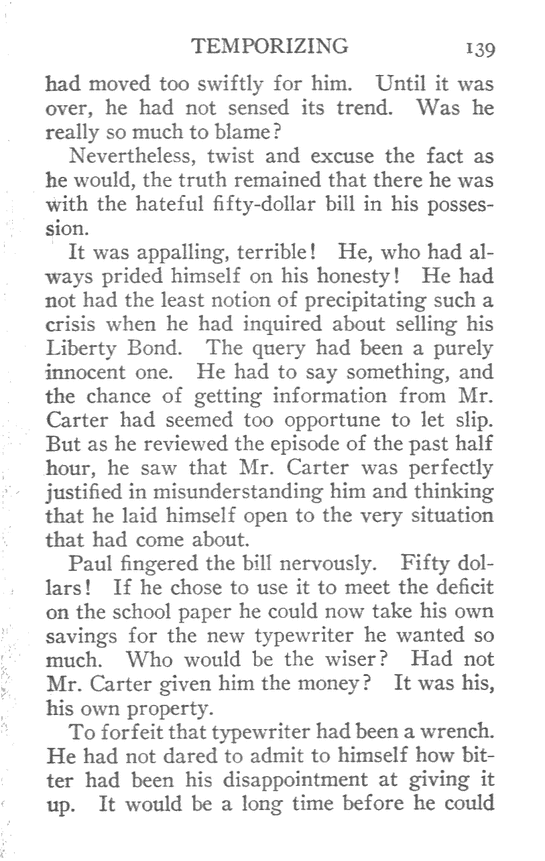 TEMPORIZING 139
had moved too swiftly for him. Until it was
over, he had not sensed its trend. Was he
really so much to blame?
Nevertheless, twist and excuse the fact as
he would, the truth remained that there he was
with the hateful fifty-dollar bill in his posses-
sion.
It was appalling, terrible! He, who had al-
ways prided himself on his honesty! He had
not had the least notion of precipitating such a
crisis when he had inquired about selling his
Liberty Bond. The query had been a purely
innocent one. He had to say something, and
the chance of getting information from Mr.
Carter had seemed too opportune to let slip.
But as he reviewed the episode of the past half
hour, he saw that Mr. Carter was perfectly
justified in misunderstanding him and thinking
that he laid himself open to the very situation
that had come about.
Paul fingered the bill nervously. Fifty dol-
lars! If he chose to use it to meet the deficit
on the school paper he could now take his own
savings for the new typewriter he wanted so
much. Who would be the wiser? Had not
Mr. Carter given him the money? It was his,
his own property.
To forfeit that typewriter had been a wrench.
He had not dared to admit to himself how bit-
ter had been his disappointment at giving it
up. It would be a long time before he could